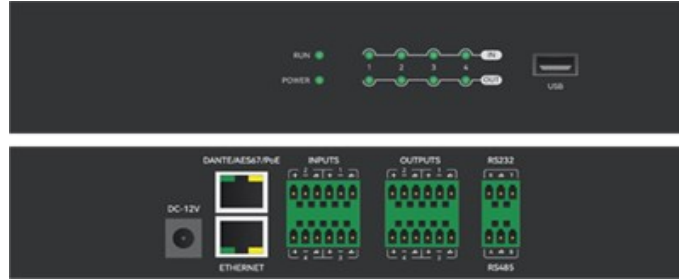 RUN
IN
1 2 3 4
POWER
OUT
USB
DANTE/AES67/PoE INPUTS OUTPUTS RS232
DC-12V
ETHERNET
RS485